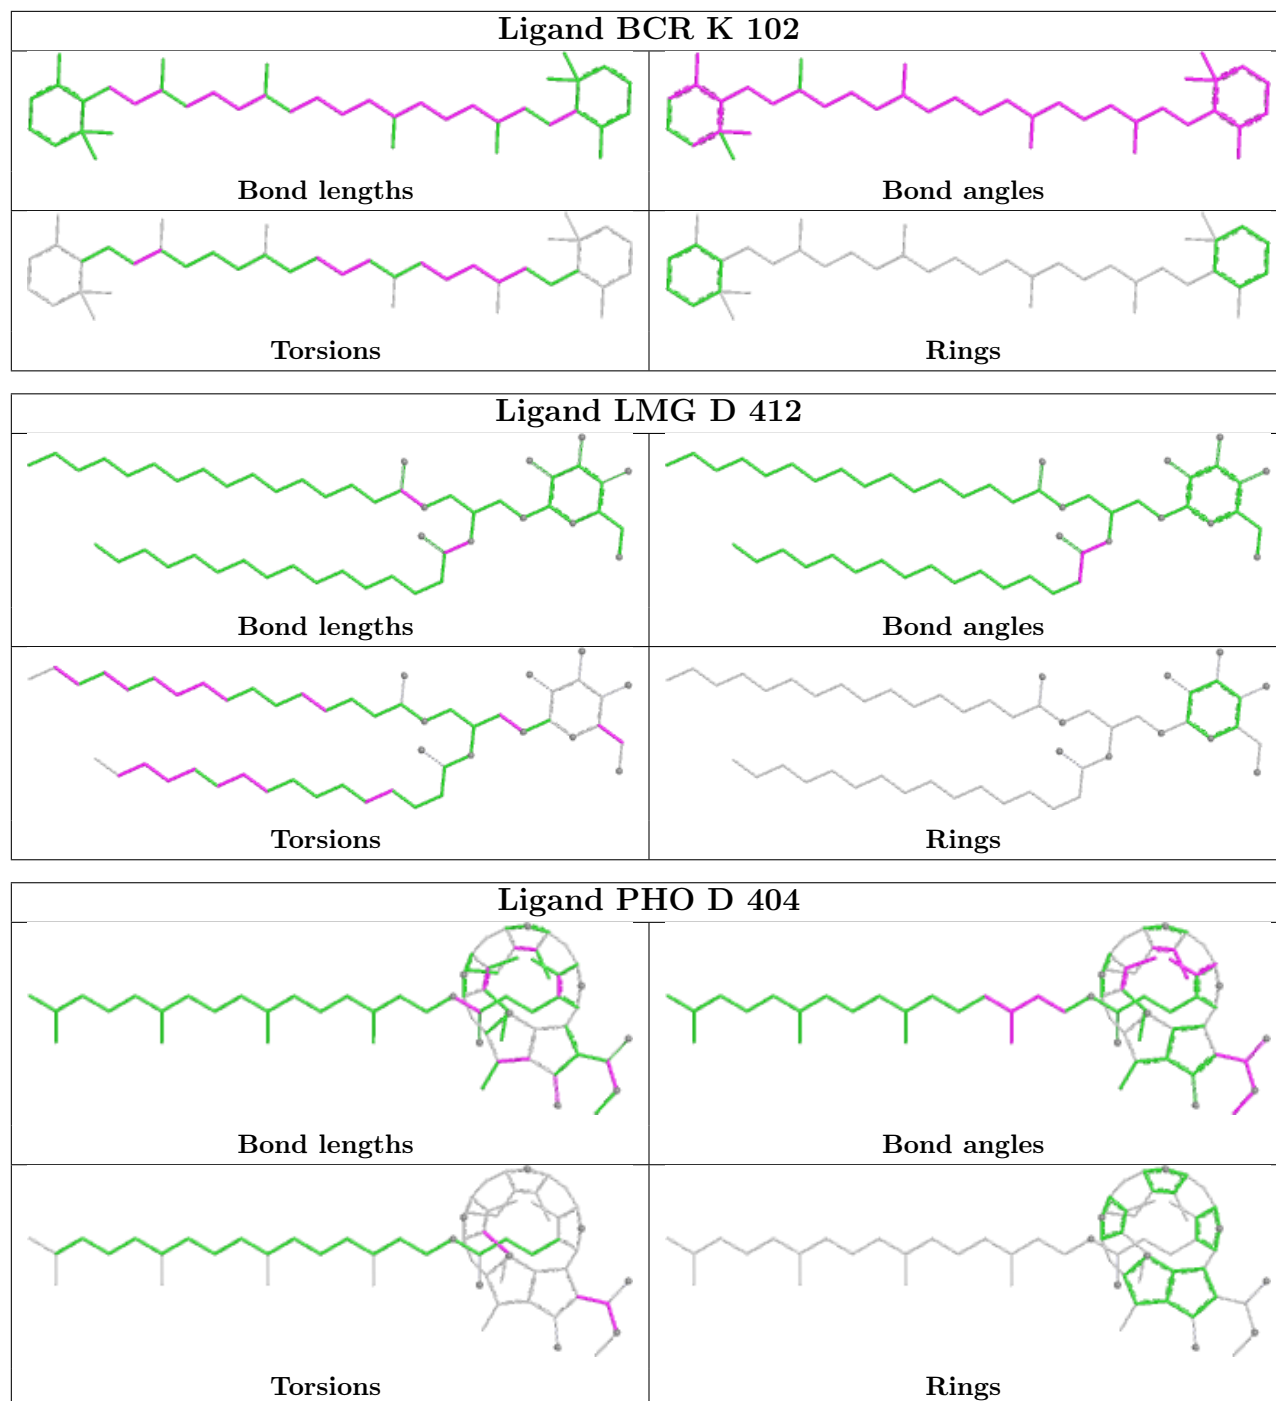 Ligand BCR K 102
Bond lengths
Bond angles
Torsions
Rings
Ligand LMG D 412
Bond lengths
Bond angles
Torsions
Rings
Ligand PHO D 404
Bond lengths
Bond angles
Torsions
Rings